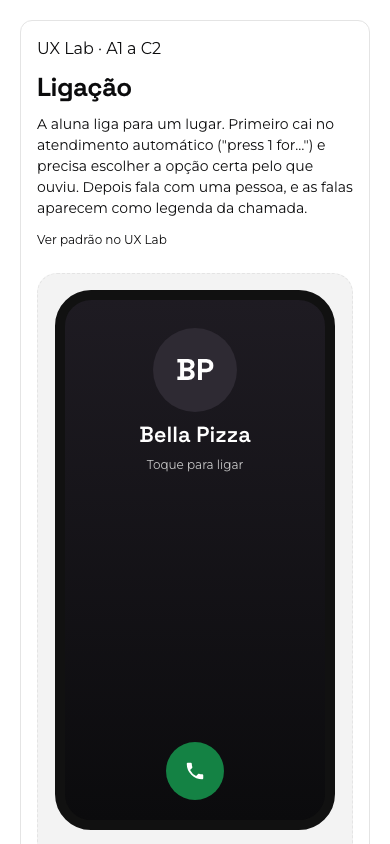 UX Lab · A1 a C2
Ligação
A aluna liga para um lugar. Primeiro cai no
atendimento automático ("press 1 for...") e
precisa escolher a opção certa pelo que
ouviu. Depois fala com uma pessoa, e as falas
aparecem como legenda da chamada.
Ver padrão no UX Lab
BP
Bella Pizza
Toque para ligar